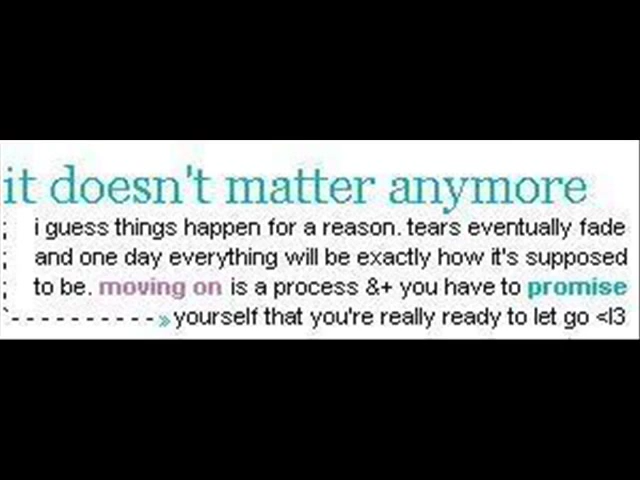 it doesn't matter anymore
; i guess things happen for a reason. tears eventually fade
; and one day everything will be exactly how it's supposed
; to be. moving on is a process &+ you have to promise
`- - - - - - - - - - -» yourself that you're really ready to let go <l3